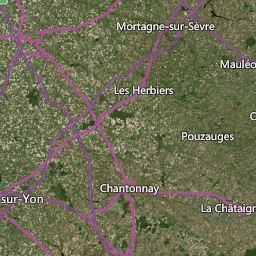 Mortagne-sur-Sèvre
Mauléo
Les Herbiers
Pouzauges
Chantonnay
sur-Yon
La Châtaign